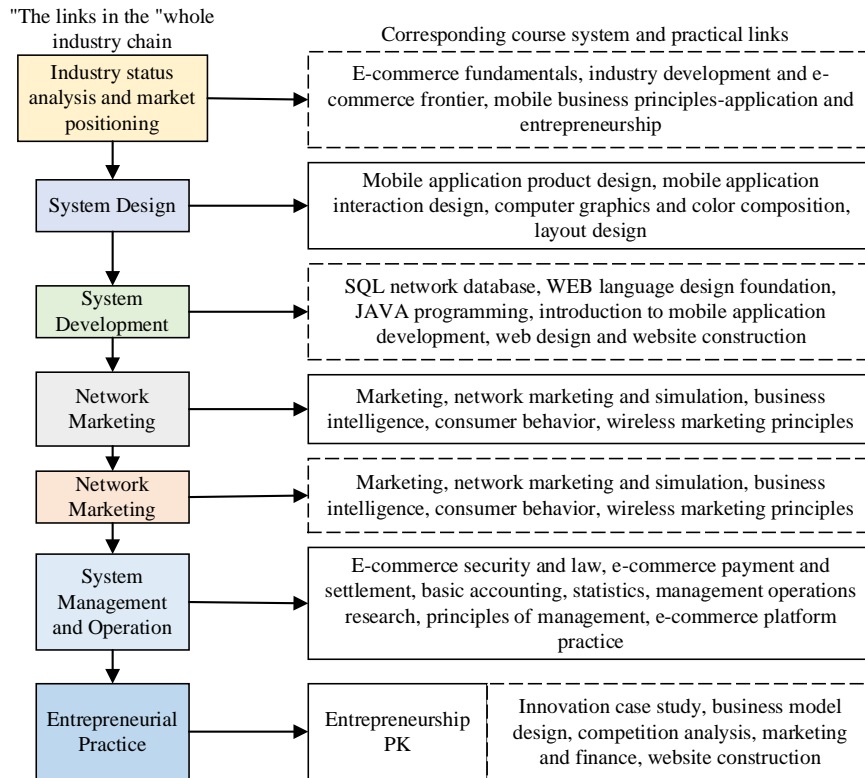 "The links in the "whole
industry chain
Corresponding course system and practical links
Industry status
analysis and market
positioning
E-commerce fundamentals, industry development and e-
commerce frontier, mobile business principles-application and
entrepreneurship
System Design
Mobile application product design, mobile application
interaction design, computer graphics and color composition,
layout design
System
Development
SQL network database, WEB language design foundation,
JAVA programming, introduction to mobile application
development, web design and website construction
Network
Marketing
Marketing, network marketing and simulation, business
intelligence, consumer behavior, wireless marketing principles
Network
Marketing
Marketing, network marketing and simulation, business
intelligence, consumer behavior, wireless marketing principles
System
Management
and Operation
E-commerce security and law, e-commerce payment and
settlement, basic accounting, statistics, management operations
research, principles of management, e-commerce platform
practice
Entrepreneurial
Practice
Entrepreneurship
PK
Innovation case study, business model
design, competition analysis, marketing
and finance, website construction